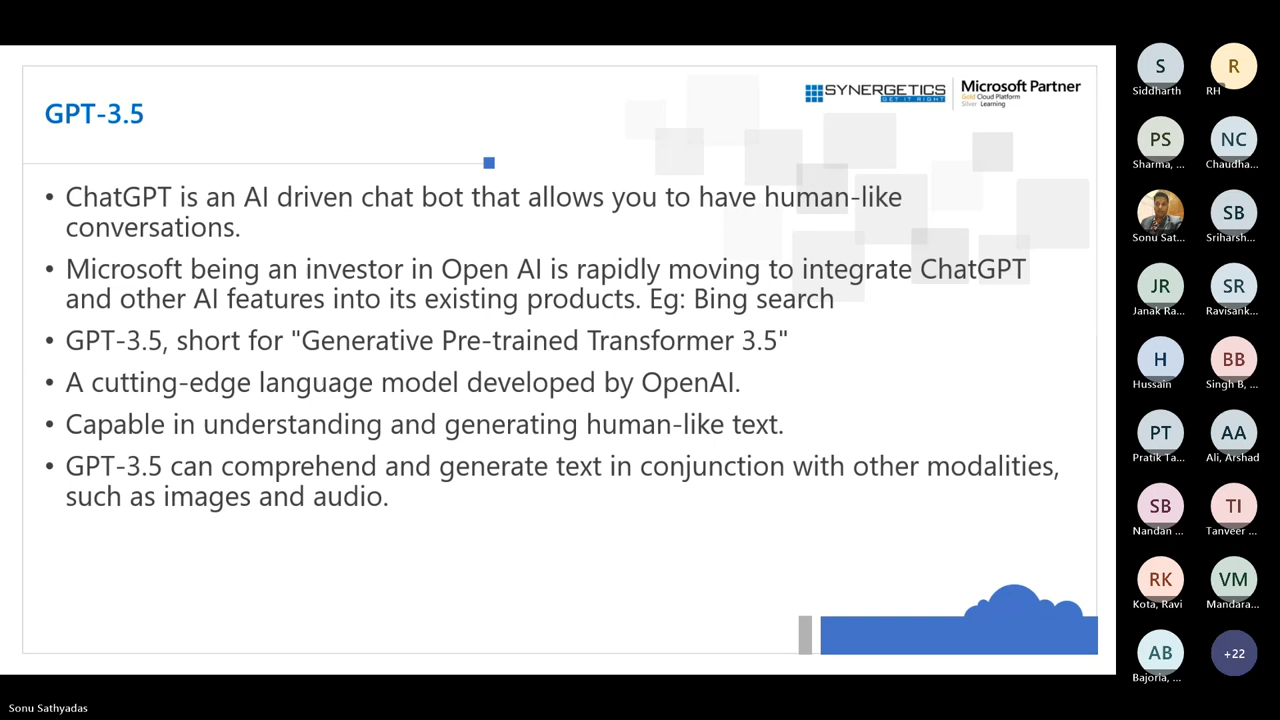 GPT-3.5
SYNERGETICS
GET IT RIGHT
Microsoft Partner
Gold Cloud Platform
Silver Learning
• ChatGPT is an AI driven chat bot that allows you to have human-like
conversations.
• Microsoft being an investor in Open AI is rapidly moving to integrate ChatGPT
and other AI features into its existing products. Eg: Bing search
• GPT-3.5, short for "Generative Pre-trained Transformer 3.5"
• A cutting-edge language model developed by OpenAI.
• Capable in understanding and generating human-like text.
• GPT-3.5 can comprehend and generate text in conjunction with other modalities,
such as images and audio.
S R
Siddharth RH
PS NC
Sharma, ... Chaudha...
SB
Sonu Sat... Sriharsh...
JR SR
Janak Ra... Ravisank...
H BB
Hussain Singh B, ...
PT AA
Pratik Ta... Ali, Arshad
SB TI
Nandan ... Tanveer ...
RK VM
Kota, Ravi Mandara...
AB +22
Bajoria, ...
Sonu Sathyadas